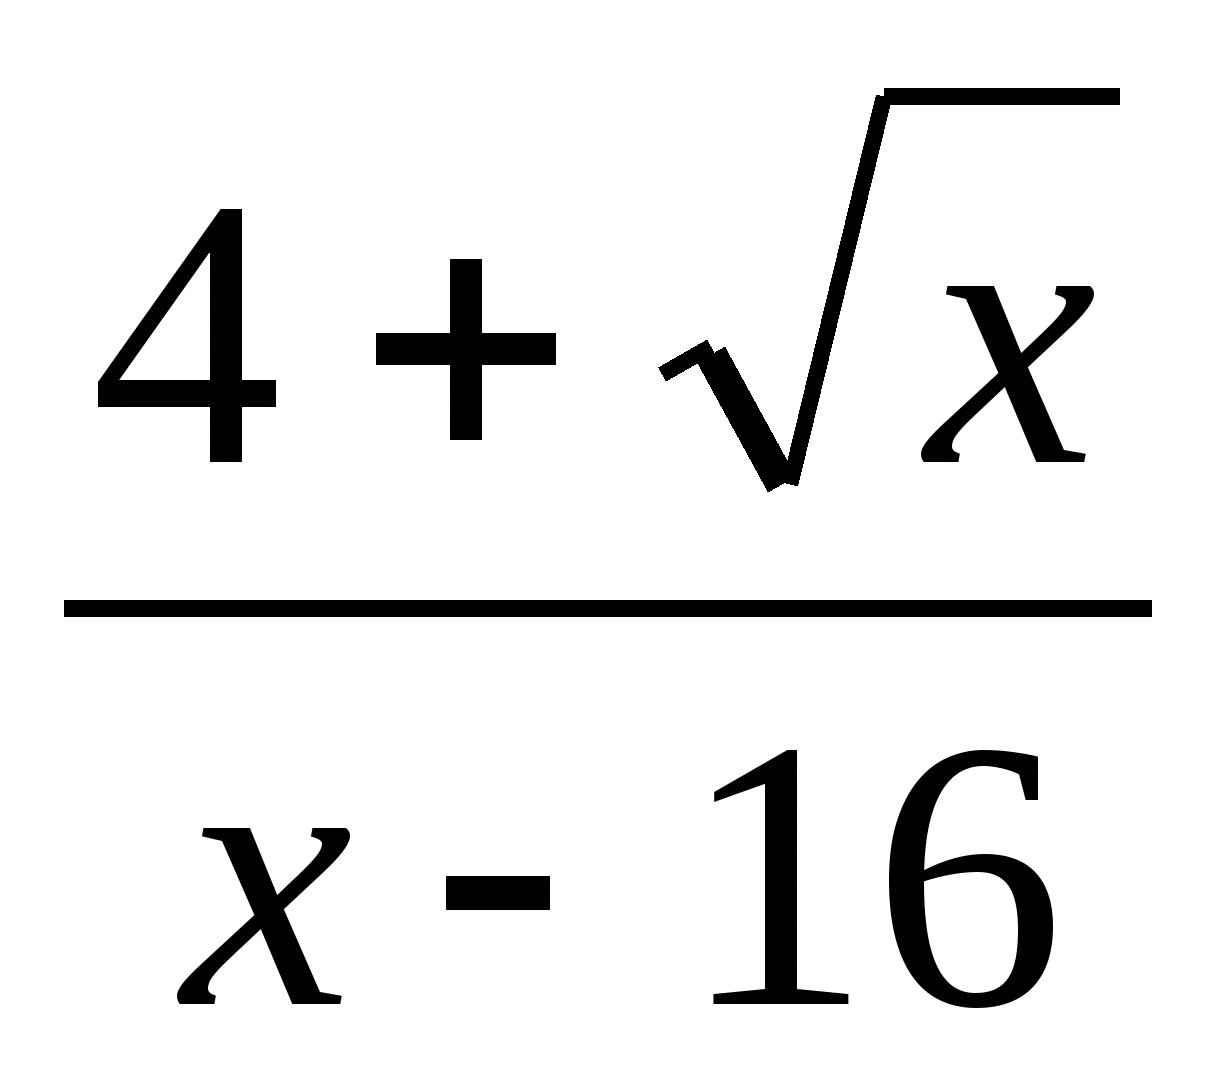 4 + √x
x - 16